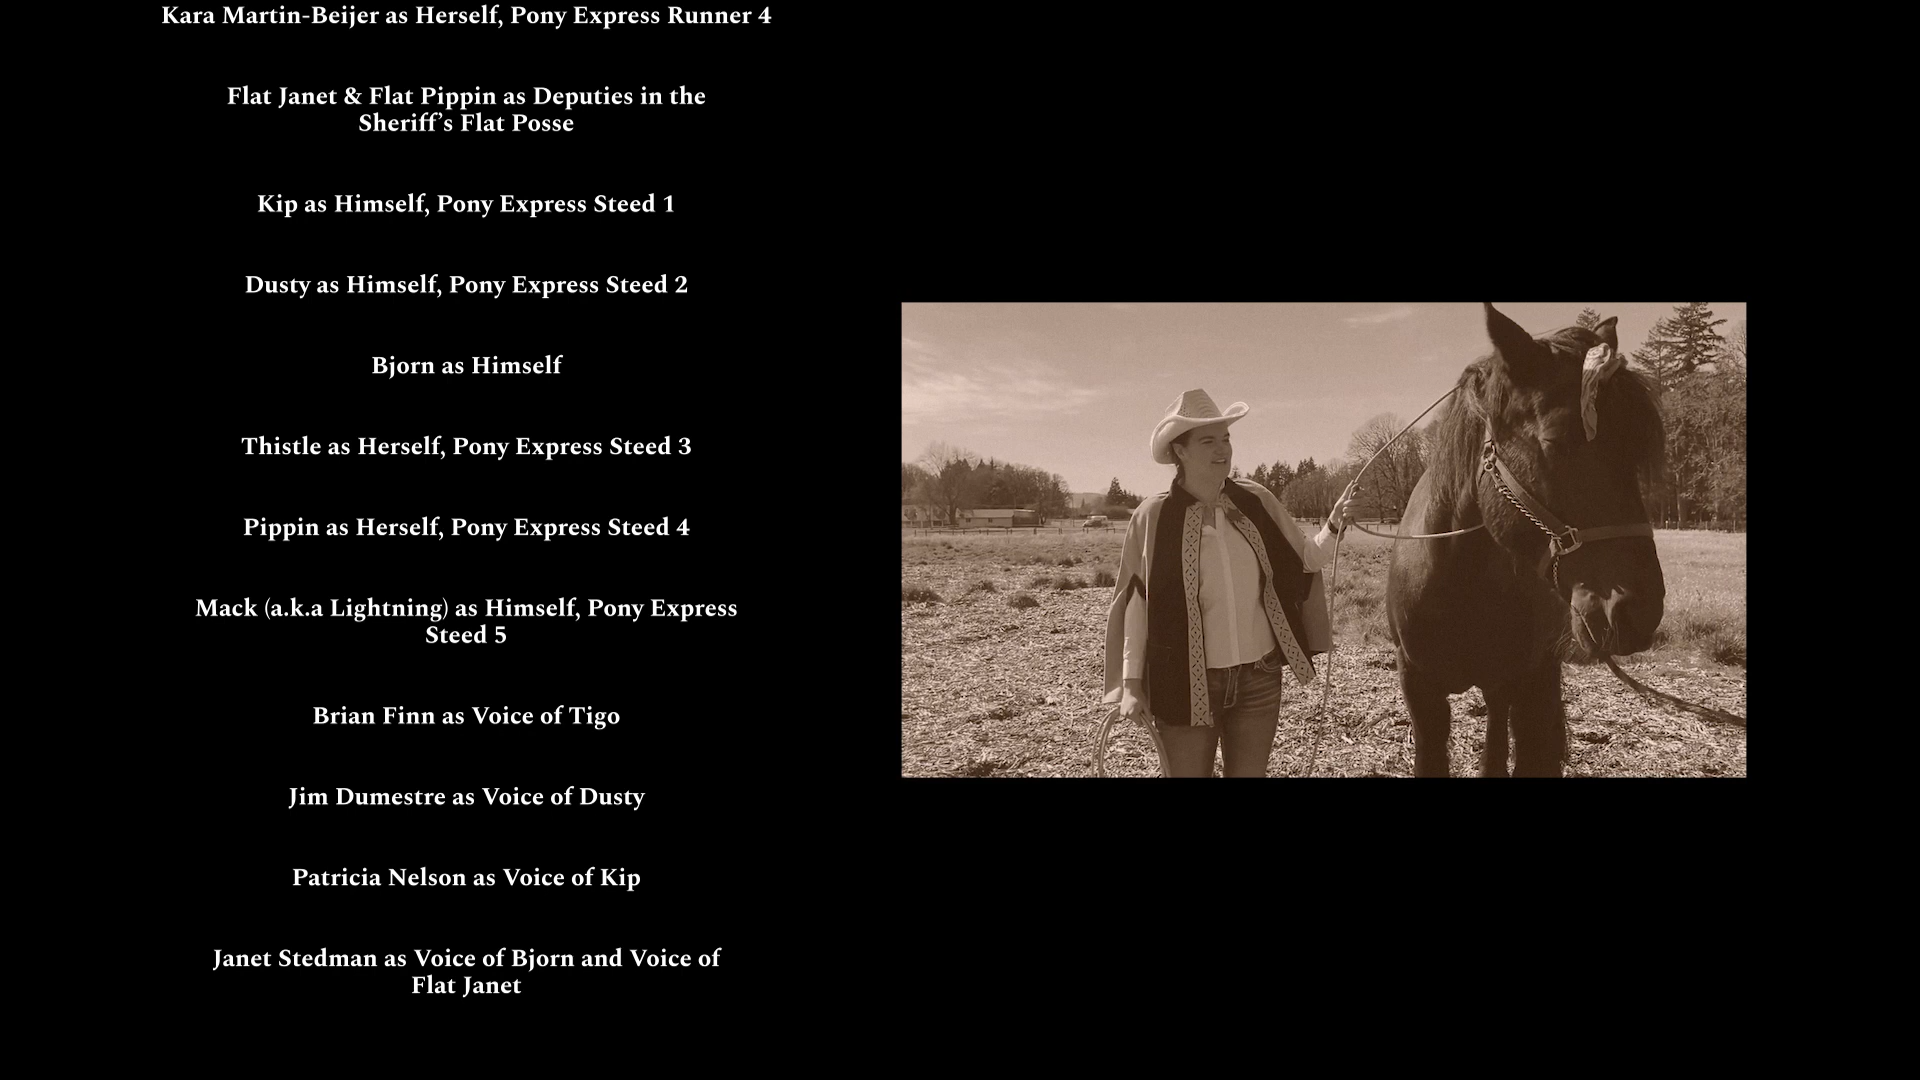 Kara Martin-Beijer as Herself, Pony Express Runner 4
Flat Janet & Flat Pippin as Deputies in the
Sheriff’s Flat Posse
Kip as Himself, Pony Express Steed 1
Dusty as Himself, Pony Express Steed 2
Bjorn as Himself
Thistle as Herself, Pony Express Steed 3
Pippin as Herself, Pony Express Steed 4
Mack (a.k.a Lightning) as Himself, Pony Express
Steed 5
Brian Finn as Voice of Tigo
Jim Dumestre as Voice of Dusty
Patricia Nelson as Voice of Kip
Janet Stedman as Voice of Bjorn and Voice of
Flat Janet